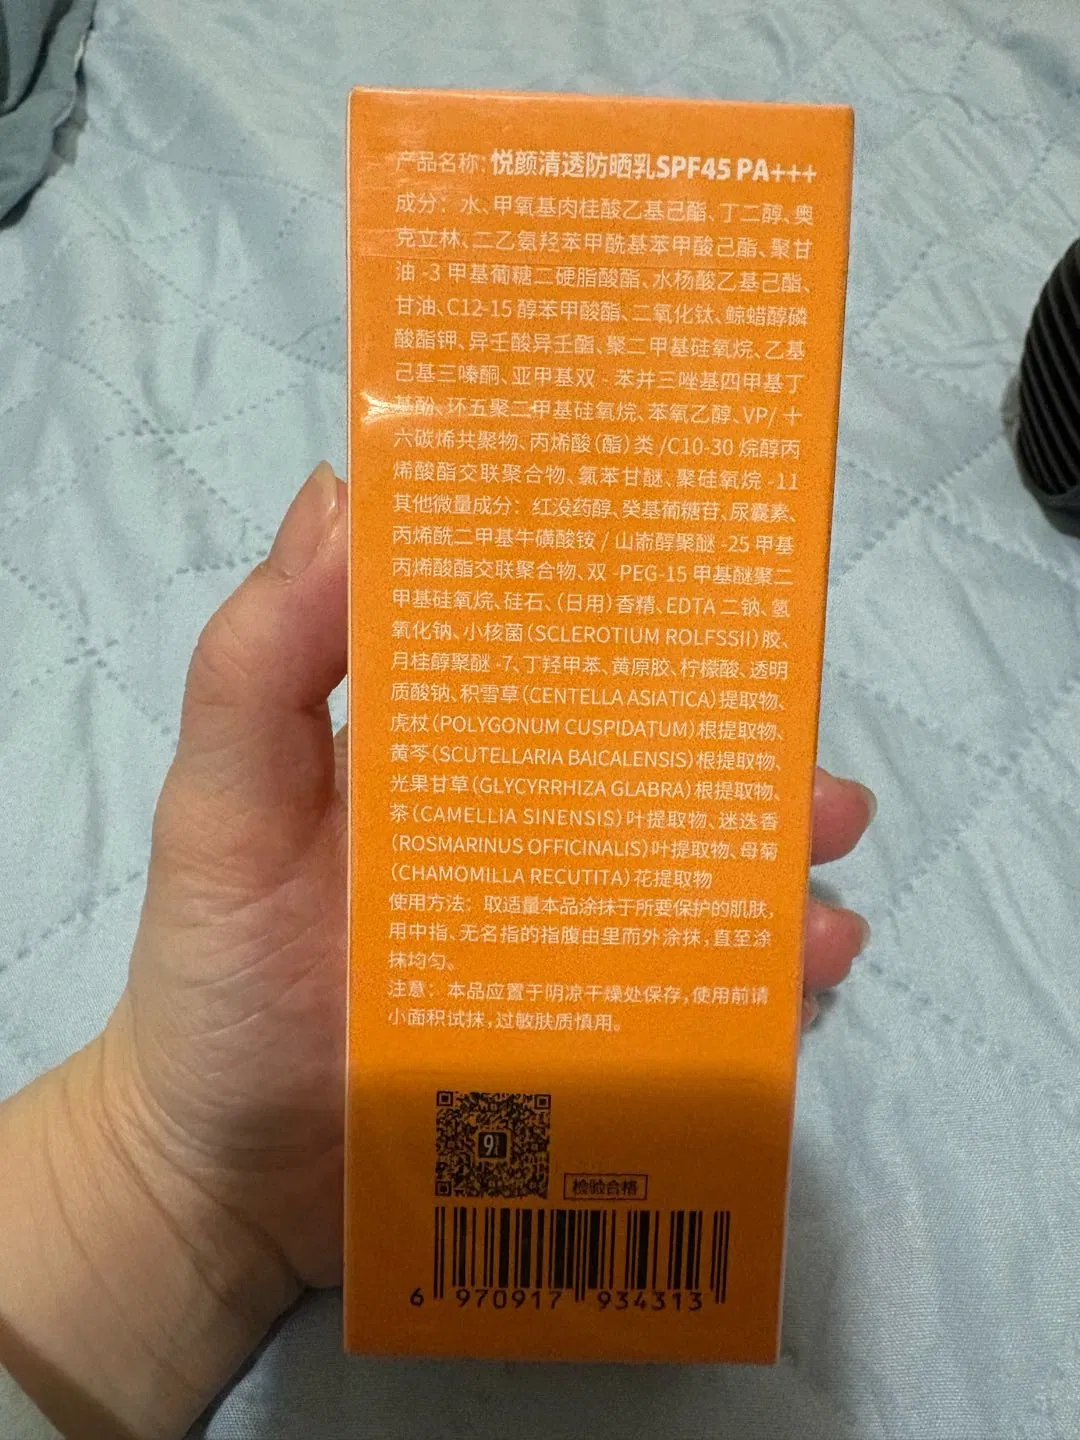 产品名称：悦颜清透防晒乳SPF45 PA+++
成分：水、甲氧基肉桂酸乙基己酯、丁二醇、奥
克立林、二乙氨羟苯甲酰基苯甲酸己酯、聚甘
油 -3 甲基葡糖二硬脂酸酯、水杨酸乙基己酯、
甘油、C12-15 醇苯甲酸酯、二氧化钛、鲸蜡醇磷
酸酯钾、异壬酸异壬酯、聚二甲基硅氧烷、乙基
己基三嗪酮、亚甲基双 - 苯并三唑基四甲基丁
基酚、环五聚二甲基硅氧烷、苯氧乙醇、VP/ 十
六碳烯共聚物、丙烯酸（酯）类 /C10-30 烷醇丙
烯酸酯交联聚合物、氯苯甘醚、聚硅氧烷 -11
其他微量成分：红没药醇、癸基葡糖苷、尿囊素、
丙烯酰二甲基牛磺酸铵 / 山嵛醇聚醚 -25 甲基
丙烯酸酯交联聚合物、双 -PEG-15 甲基醚聚二
甲基硅氧烷、硅石、（日用）香精、EDTA 二钠、氢
氧化钠、小核菌（SCLEROTIUM ROLFSSII）胶、
月桂醇聚醚 -7、丁羟甲苯、黄原胶、柠檬酸、透明
质酸钠、积雪草（CENTELLA ASIATICA）提取物、
虎杖（POLYGONUM CUSPIDATUM）根提取物、
黄芩（SCUTELLARIA BAICALENSIS）根提取物、
光果甘草（GLYCYRRHIZA GLABRA）根提取物、
茶（CAMELLIA SINENSIS）叶提取物、迷迭香
（ROSMARINUS OFFICINALIS）叶提取物、母菊
（CHAMOMILLA RECUTITA）花提取物
使用方法：取适量本品涂抹于所要保护的肌肤，
用中指、无名指的指腹由里而外涂抹，直至涂
抹均匀。
注意：本品应置于阴凉干燥处保存，使用前请
小面积试抹，过敏肤质慎用。
检验合格
6 970917 934313